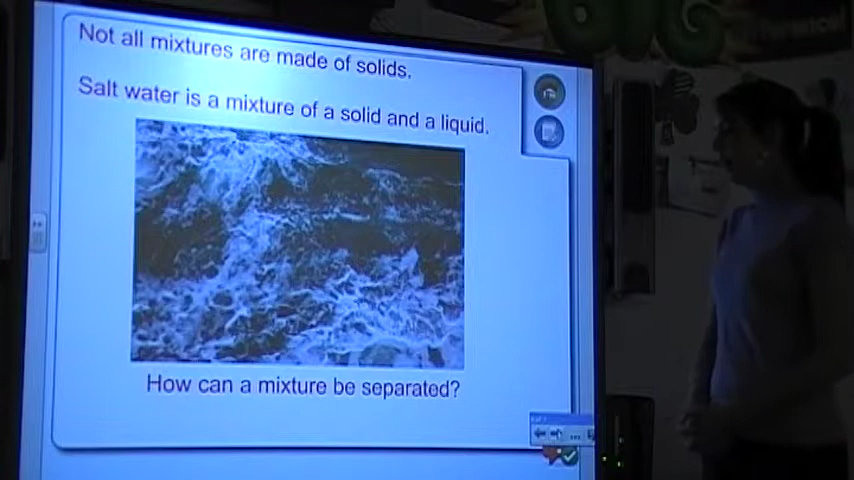 Not all mixtures are made of solids.
Salt water is a mixture of a solid and a liquid.
How can a mixture be separated?